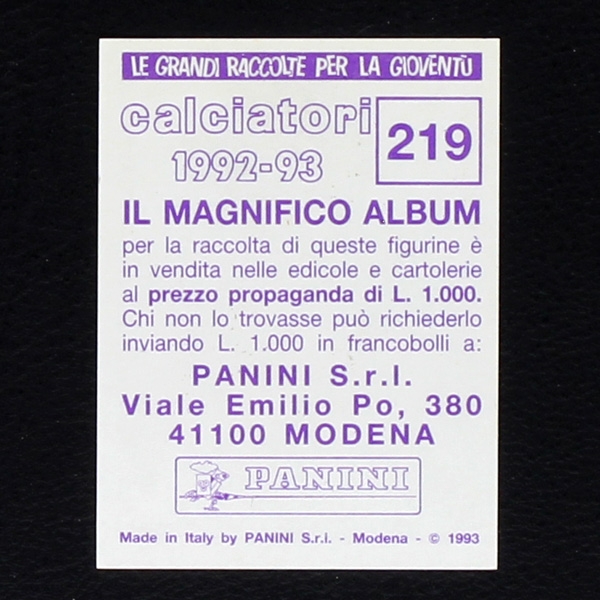 LE GRANDI RACCOLTE PER LA GIOVENTÙ
calciatori
1992-93
219
IL MAGNIFICO ALBUM
per la raccolta di queste figurine è
in vendita nelle edicole e cartolerie
al prezzo propaganda di L. 1.000.
Chi non lo trovasse può richiederlo
inviando L. 1.000 in francobolli a:
PANINI S.r.l.
Viale Emilio Po, 380
41100 MODENA
PANINI
Made in Italy by PANINI S.r.l. - Modena - © 1993